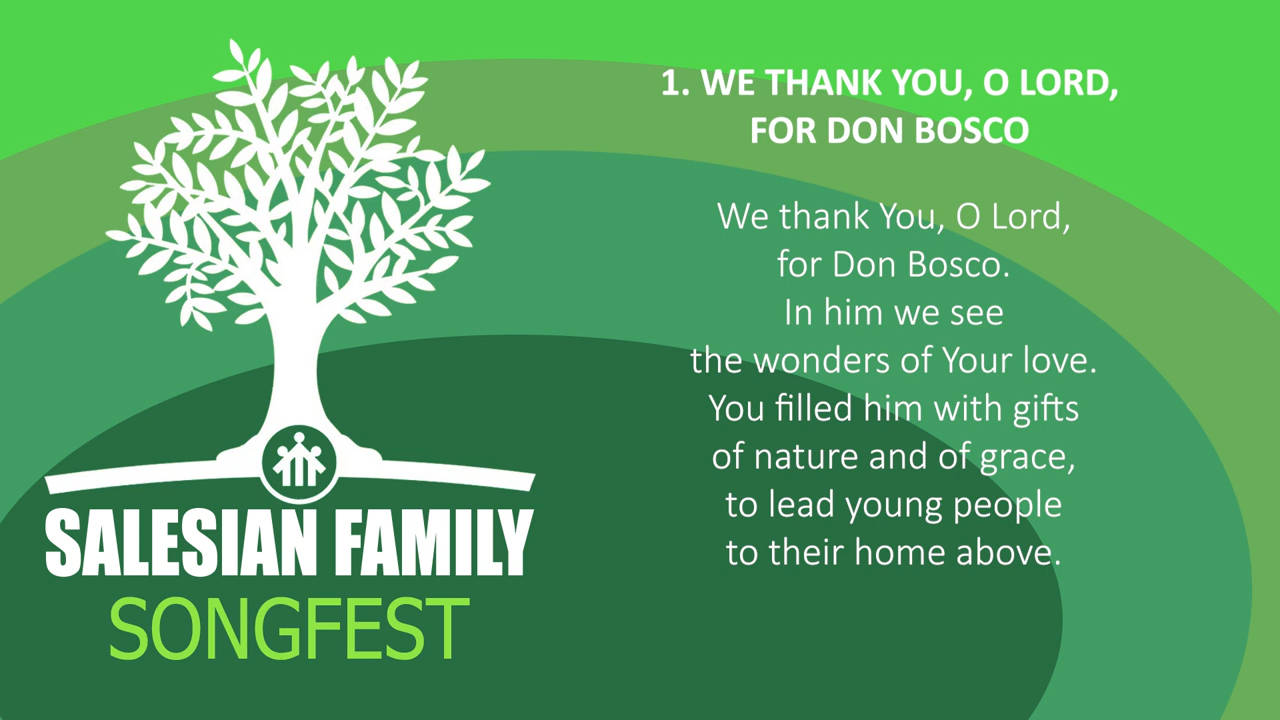 1. WE THANK YOU, O LORD,
FOR DON BOSCO
We thank You, O Lord,
for Don Bosco.
In him we see
the wonders of Your love.
You filled him with gifts
of nature and of grace,
to lead young people
to their home above.
SALESIAN FAMILY
SONGFEST